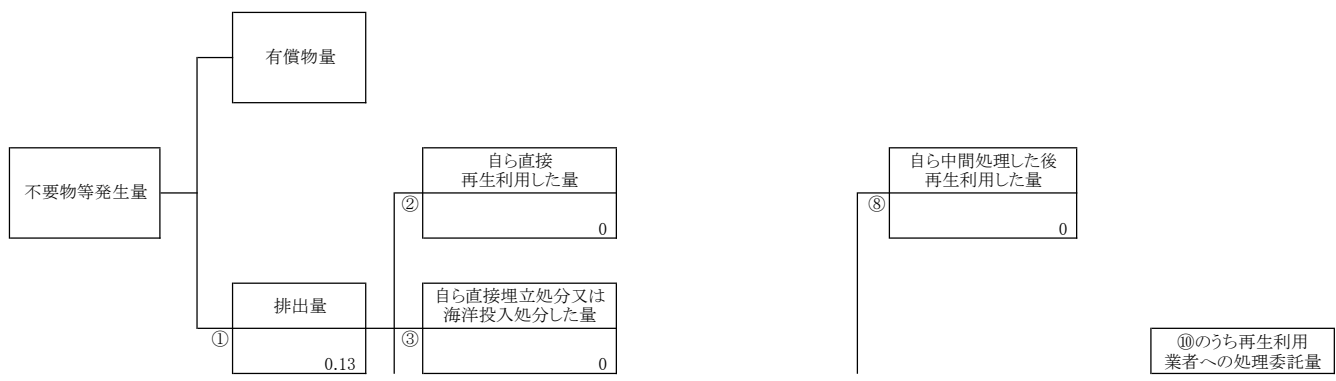 有償物量
不要物等発生量
自ら直接
再生利用した量
②
0
自ら中間処理した後
再生利用した量
⑧
0
排出量
①
0.13
自ら直接埋立処分又は
海洋投入処分した量
③
0
⑩のうち再生利用
業者への処理委託量